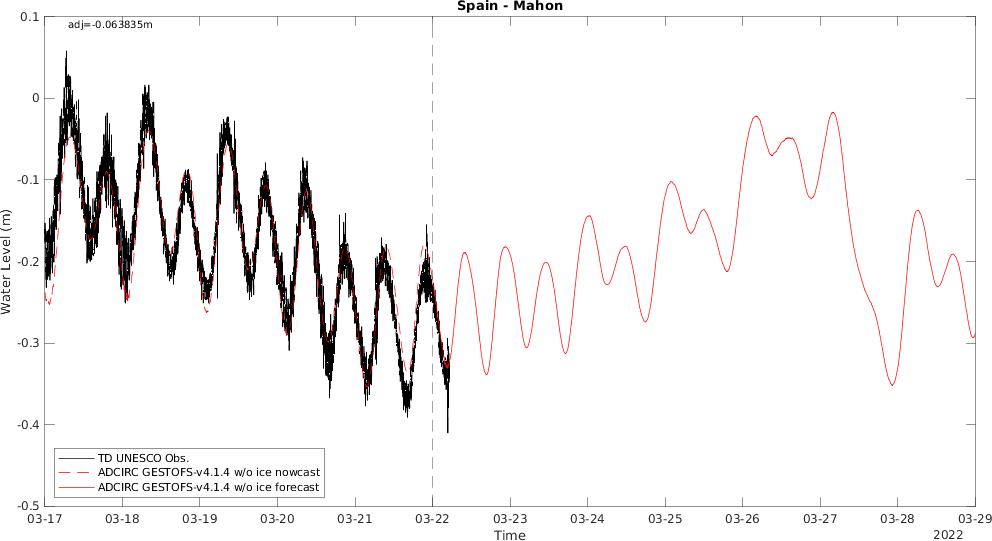 Spain - Mahon
adj=-0.063835m
0.1
0
-0.1
-0.2
-0.3
-0.4
-0.5
Water Level (m)
TD UNESCO Obs.
ADCIRC GESTOFS-v4.1.4 w/o ice nowcast
ADCIRC GESTOFS-v4.1.4 w/o ice forecast
03-17 03-18 03-19 03-20 03-21 03-22 03-23 03-24 03-25 03-26 03-27 03-28 03-29
Time
2022